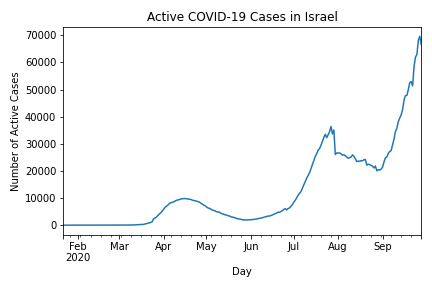 Active COVID-19 Cases in Israel
Number of Active Cases
70000
60000
50000
40000
30000
20000
10000
0
Feb Mar Apr May Jun Jul Aug Sep
2020
Day